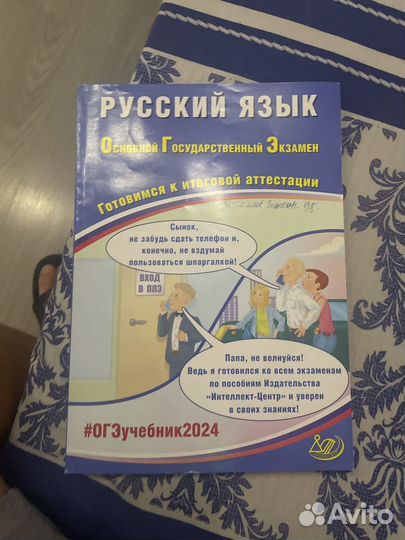 РУССКИЙ ЯЗЫК
Основной Государственный Экзамен
Готовимся к итоговой аттестации
Сынок,
не забудь сдать телефон и,
конечно, не вздумай
пользоваться шпаргалкой!
ВХОД
В ППЭ
Папа, не волнуйся!
Ведь я готовился ко всем экзаменам
по пособиям Издательства
«Интеллект-Центр» и уверен
в своих знаниях!
#ОГЭучебник2024
Avito